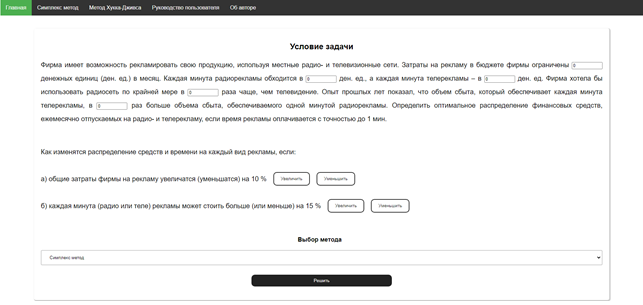 Главная Симплекс метод Метод Хукка-Дживса Руководство пользователя Об авторе
Условие задачи
Фирма имеет возможность рекламировать свою продукцию, используя местные радио- и телевизионные сети. Затраты на рекламу в бюджете фирмы ограничены 0
денежных единиц (ден. ед.) в месяц. Каждая минута радиорекламы обходится в 0 ден. ед., а каждая минута телерекламы – в 0 ден. ед. Фирма хотела бы
использовать радиосеть по крайней мере в 0 раза чаще, чем телевидение. Опыт прошлых лет показал, что объем сбыта, который обеспечивает каждая минута
телерекламы, в 0 раз больше объема сбыта, обеспечиваемого одной минутой радиорекламы. Определить оптимальное распределение финансовых средств,
ежемесячно отпускаемых на радио- и телерекламу, если время рекламы оплачивается с точностью до 1 мин.
Как изменятся распределение средств и времени на каждый вид рекламы, если:
а) общие затраты фирмы на рекламу увеличатся (уменьшатся) на 10 % Увеличить Уменьшить
б) каждая минута (радио или теле) рекламы может стоить больше (или меньше) на 15 % Увеличить Уменьшить
Выбор метода
Симплекс метод
Решить